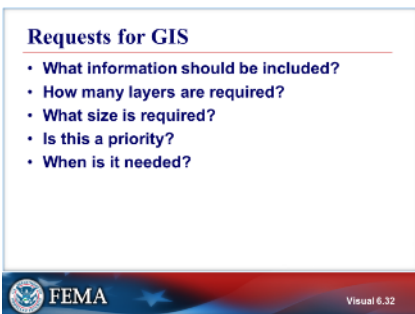 Requests for GIS
• What information should be included?
• How many layers are required?
• What size is required?
• Is this a priority?
• When is it needed?
FEMA
Visual 6.32